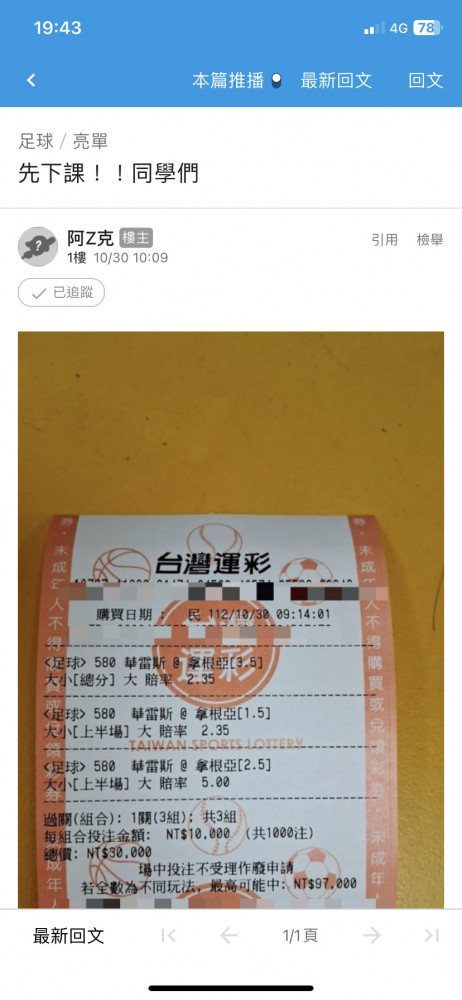 19:43
4G 78
本篇推播 最新回文 回文
足球 / 亮單
先下課！！同學們
阿Z克 樓主
1樓 10/30 10:09
引用 檢舉
已追蹤
台灣運彩
購買日期： 民 112/10/30 09:14:01
運彩
<足球> 580 華雷斯 @ 拿根亞[3.5]
大小[總分] 大 賠率 2.35
<足球> 580 華雷斯 @ 拿根亞[1.5]
大小[上半場] 大 賠率 2.35
TAIWAN SPORTS LOTTERY
<足球> 580 華雷斯 @ 拿根亞[2.5]
大小[上半場] 大 賠率 5.00
過關(組合): 1關(3組): 共3組
每組合投注金額: NT$10,000 (共1000注)
總價: NT$30,000
場中投注不受理作廢申請
若全數為不同玩法, 最高可能中: NT$97,000
最新回文
1/1頁